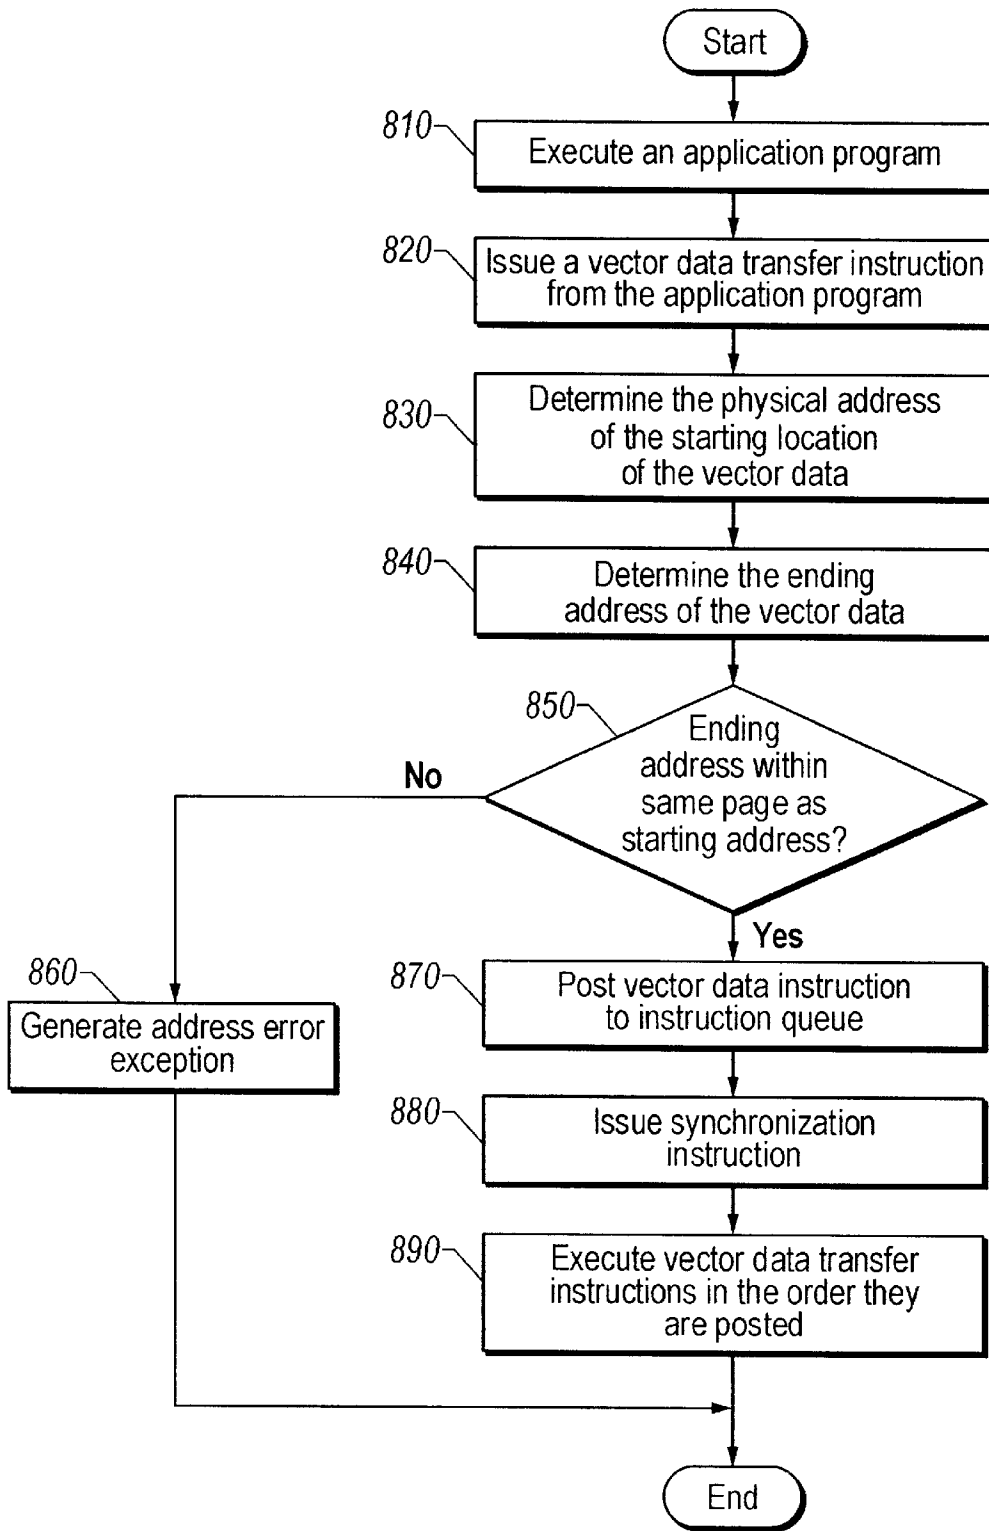 Start
810
Execute an application program
820
Issue a vector data transfer instruction
from the application program
830
Determine the physical address
of the starting location
of the vector data
840
Determine the ending
address of the vector data
850
Ending
address within
same page as
starting address?
No
Yes
860
Generate address error
exception
870
Post vector data instruction
to instruction queue
880
Issue synchronization
instruction
890
Execute vector data transfer
instructions in the order they
are posted
End